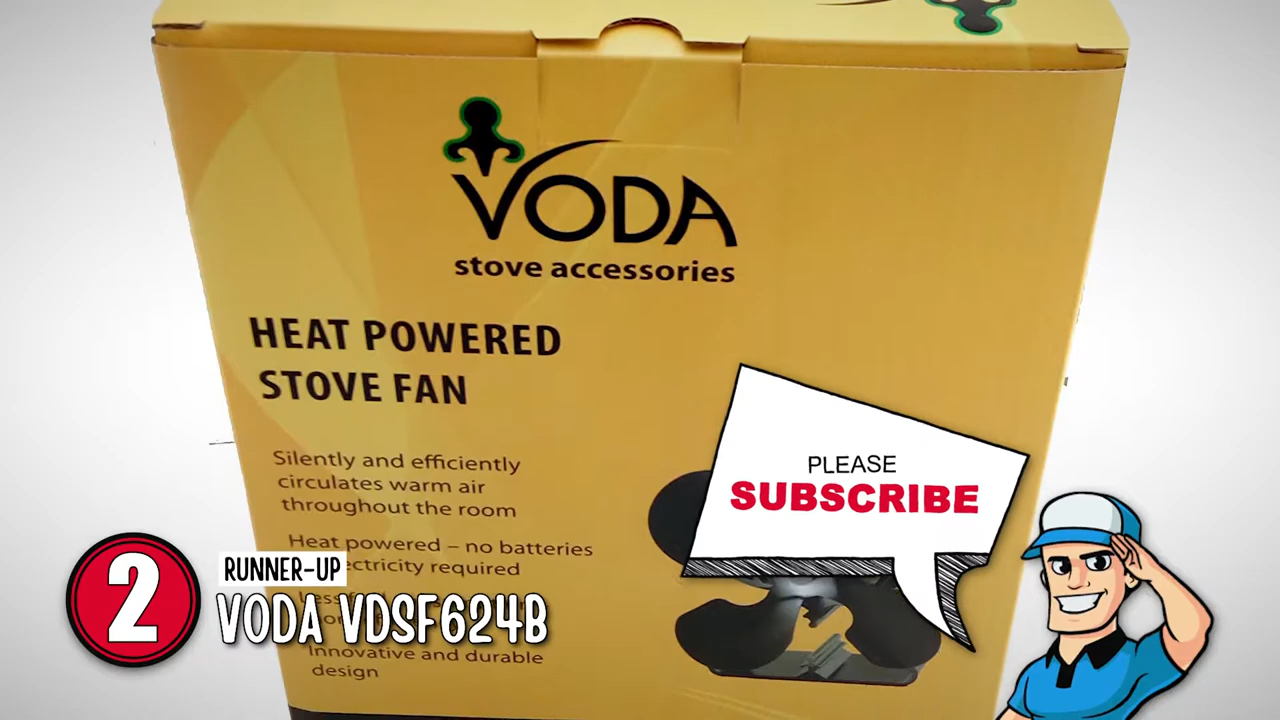 VODA
stove accessories
HEAT POWERED
STOVE FAN
Silently and efficiently
circulates warm air
throughout the room
Heat powered – no batteries
required
Innovative and durable
design
PLEASE
SUBSCRIBE
2
RUNNER-UP
VODA VDSF624B